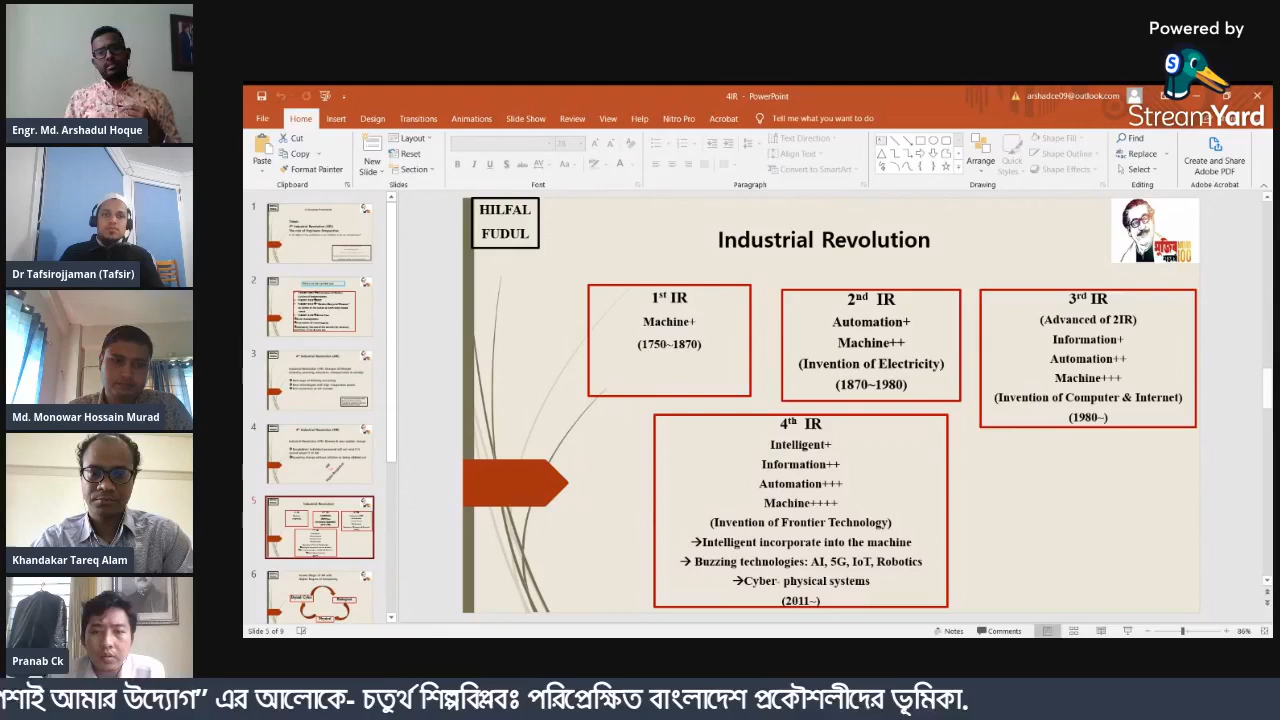 Engr. Md. Arshadul Hoque
Dr Tafsirojjaman (Tafsir)
Md. Monowar Hossain Murad
Khandakar Tareq Alam
Pranab Ck
Powered by
StreamYard
4IR - PowerPoint
arshadce09@outlook.com
File Home Insert Design Transitions Animations Slide Show Review View Help Nitro Pro Acrobat Tell me what you want to do
Paste
Cut
Copy
Format Painter
Clipboard
New
Slide
Layout
Reset
Section
Slides
Font
Text Direction
Align Text
Convert to SmartArt
Paragraph
Arrange
Quick
Styles
Shape Fill
Shape Outline
Drawing
Find
Replace
Select
Editing
Create and Share
Adobe PDF
Adobe Acrobat
1
2
3
4
5
6
HILFAL
FUDUL
Industrial Revolution
মুজিব
100
1st IR
Machine+
(1750~1870)
2nd IR
Automation+
Machine++
(Invention of Electricity)
(1870~1980)
3rd IR
(Advanced of 2IR)
Information+
Automation++
Machine+++
(Invention of Computer & Internet)
(1980~)
4th IR
Intelligent+
Information++
Automation+++
Machine++++
(Invention of Frontier Technology)
→Intelligent incorporate into the machine
→ Buzzing technologies: AI, 5G, IoT, Robotics
→Cyber- physical systems
(2011~)
Slide 5 of 9
Notes
Comments
86%
পেশাই আমার উদ্যোগ” এর আলোকে- চতুর্থ শিল্পবিপ্লবঃ পরিপ্রেক্ষিত বাংলাদেশ প্রকৌশলীদের ভূমিকা.